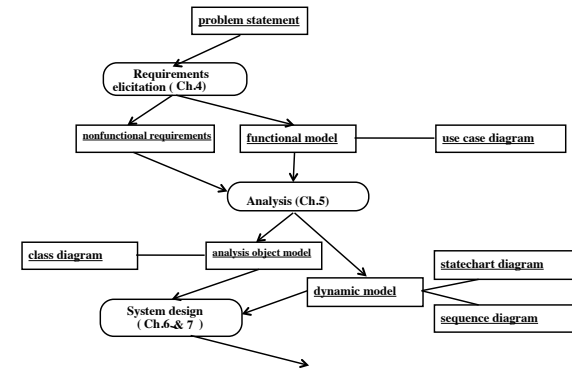 problem statement
Requirements
elicitation ( Ch.4)
nonfunctional requirements
functional model
use case diagram
Analysis (Ch.5)
class diagram
analysis object model
statechart diagram
dynamic model
System design
( Ch.6 & 7 )
sequence diagram